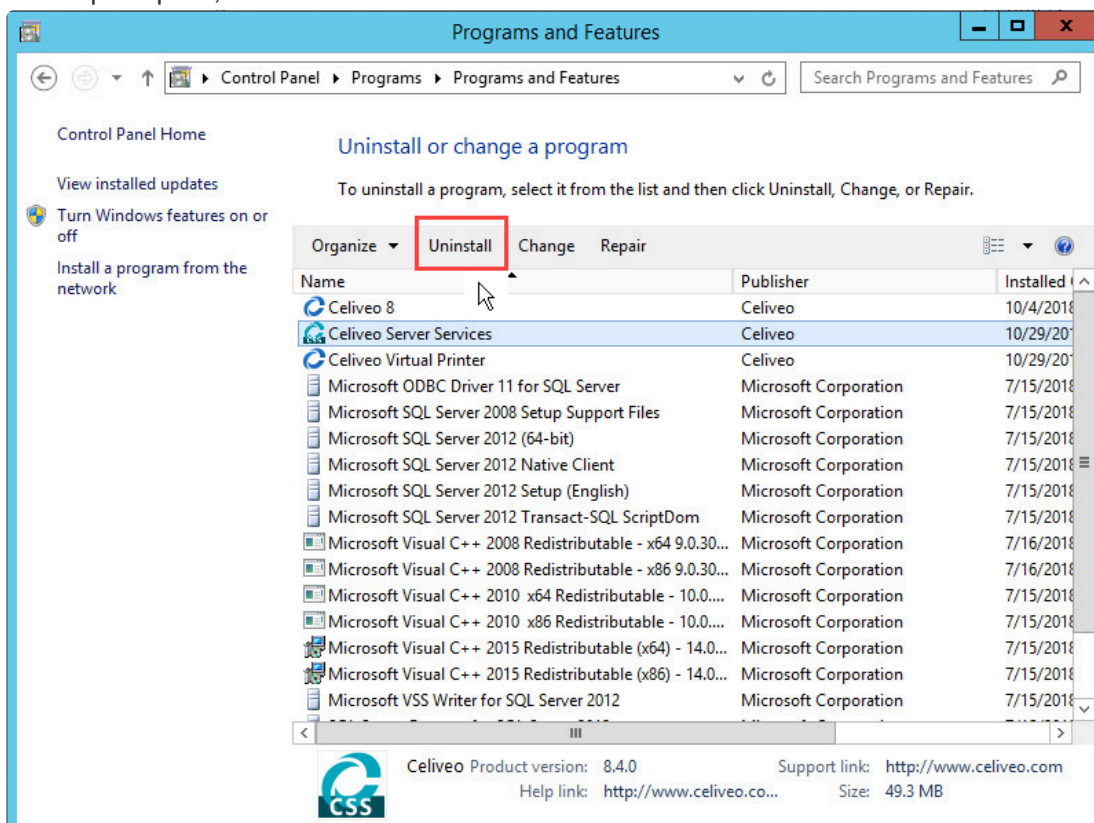 Programs and Features
Control Panel Programs Programs and Features Search Programs and Features
Control Panel Home
Uninstall or change a program
View installed updates
To uninstall a program, select it from the list and then click Uninstall, Change, or Repair.
Turn Windows features on or
off
Install a program from the
network
Organize Uninstall Change Repair
Name Publisher Installed
Celiveo 8 Celiveo 10/4/2018
Celiveo Server Services Celiveo 10/29/201
Celiveo Virtual Printer Celiveo 10/29/201
Microsoft ODBC Driver 11 for SQL Server Microsoft Corporation 7/15/2018
Microsoft SQL Server 2008 Setup Support Files Microsoft Corporation 7/15/2018
Microsoft SQL Server 2012 (64-bit) Microsoft Corporation 7/15/2018
Microsoft SQL Server 2012 Native Client Microsoft Corporation 7/15/2018
Microsoft SQL Server 2012 Setup (English) Microsoft Corporation 7/15/2018
Microsoft SQL Server 2012 Transact-SQL ScriptDom Microsoft Corporation 7/15/2018
Microsoft Visual C++ 2008 Redistributable - x64 9.0.30... Microsoft Corporation 7/16/2018
Microsoft Visual C++ 2008 Redistributable - x86 9.0.30... Microsoft Corporation 7/16/2018
Microsoft Visual C++ 2010 x64 Redistributable - 10.0.... Microsoft Corporation 7/15/2018
Microsoft Visual C++ 2010 x86 Redistributable - 10.0.... Microsoft Corporation 7/15/2018
Microsoft Visual C++ 2015 Redistributable (x64) - 14.0... Microsoft Corporation 7/15/2018
Microsoft Visual C++ 2015 Redistributable (x86) - 14.0... Microsoft Corporation 7/15/2018
Microsoft VSS Writer for SQL Server 2012 Microsoft Corporation 7/15/2018
Celiveo Product version: 8.4.0 Support link: http://www.celiveo.com
Help link: http://www.celiveo.co... Size: 49.3 MB
CSS